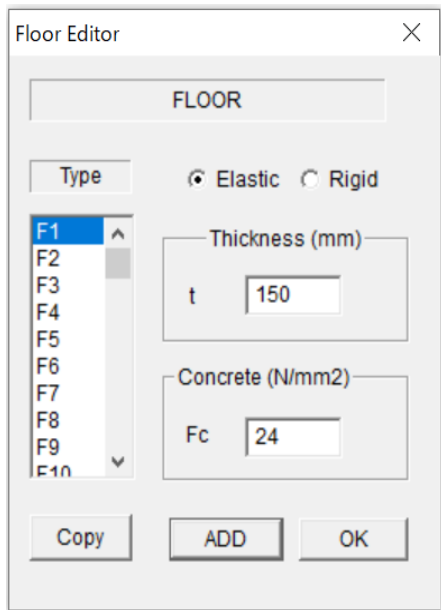 Floor Editor
FLOOR
Type
Elastic Rigid
F1
F2
F3
F4
F5
F6
F7
F8
F9
F10
Thickness (mm)
t 150
Concrete (N/mm2)
Fc 24
Copy ADD OK